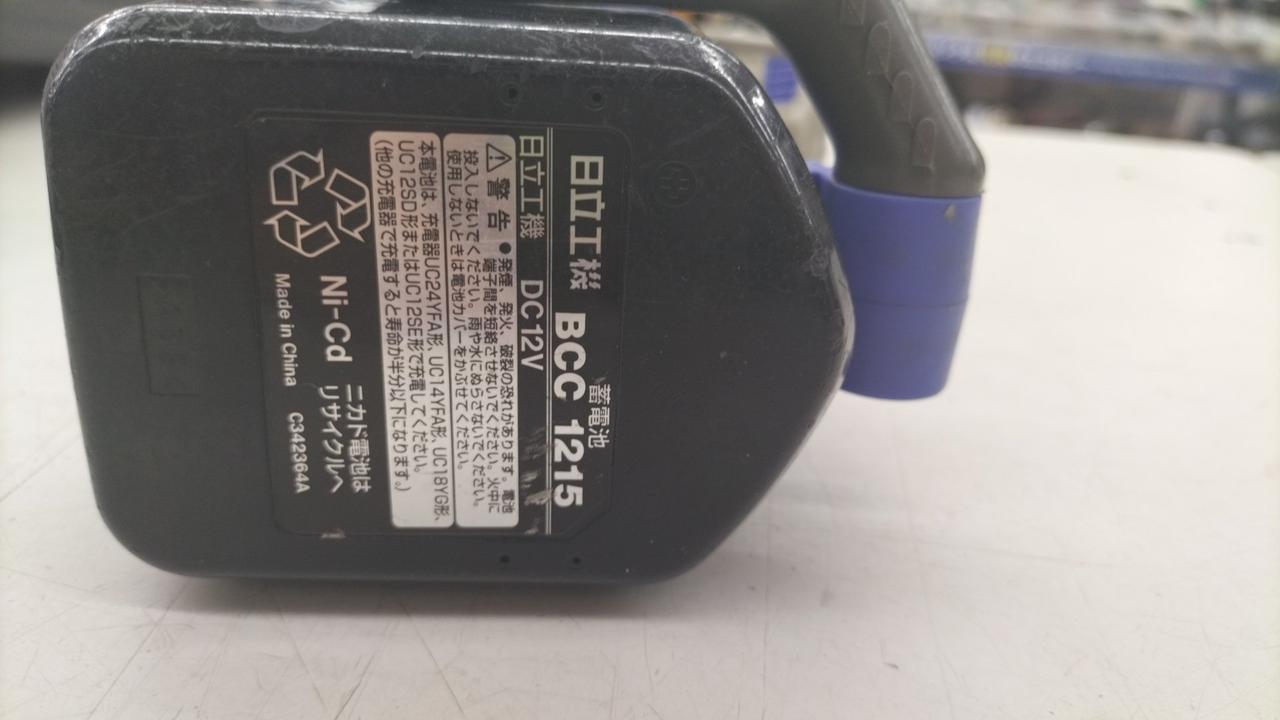 日立工機
蓄電池
BCC 1215
日立工機 DC12V
⚠警告 ●発煙、発火、破裂の恐れがあります。電池
端子間を短絡させないでください。火中に
投入しないでください。雨や水にぬらさないでください。
使用しないときは電池カバーをかぶせてください。
本電池は、充電器UC24YFA形、UC14YFA形、UC18YG形、
UC12SD形またはUC12SE形で充電してください。
(他の充電器で充電すると寿命が半分以下になります。)
Ni-Cd
ニカド電池は
リサイクルへ
Made in China C342364A